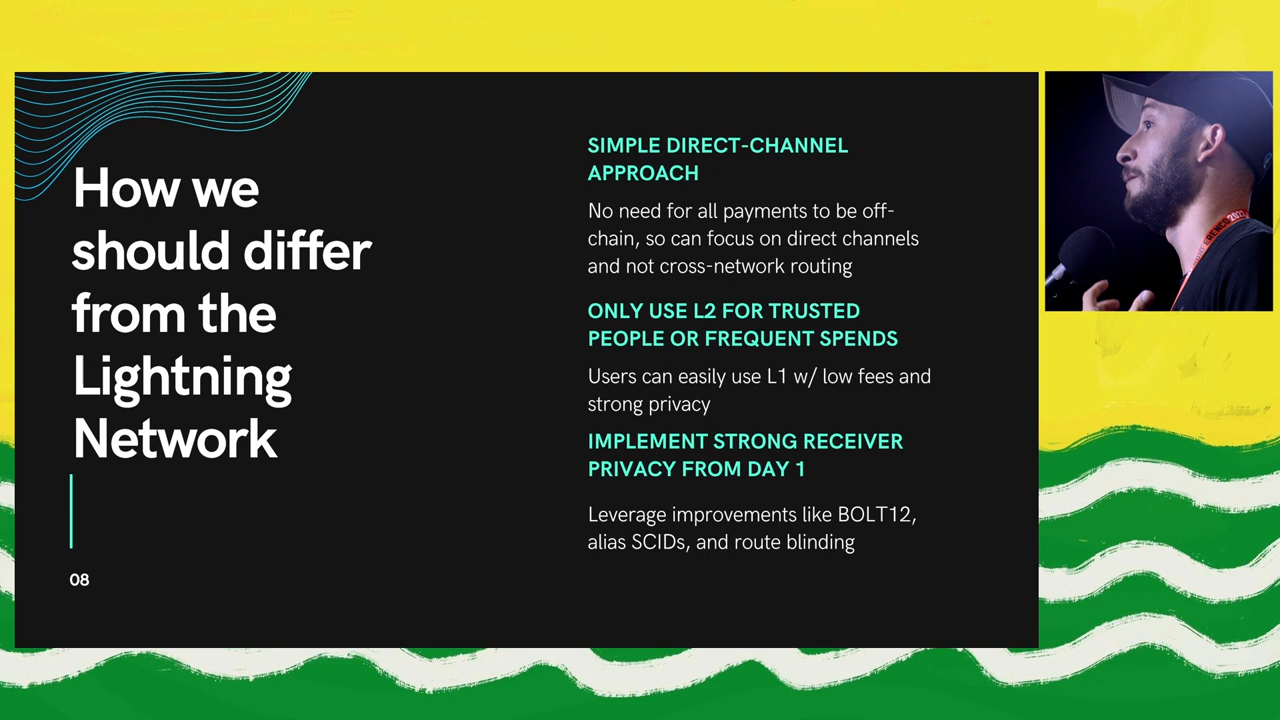 How we
should differ
from the
Lightning
Network
08
SIMPLE DIRECT-CHANNEL
APPROACH
No need for all payments to be off-
chain, so can focus on direct channels
and not cross-network routing
ONLY USE L2 FOR TRUSTED
PEOPLE OR FREQUENT SPENDS
Users can easily use L1 w/ low fees and
strong privacy
IMPLEMENT STRONG RECEIVER
PRIVACY FROM DAY 1
Leverage improvements like BOLT12,
alias SCIDs, and route blinding